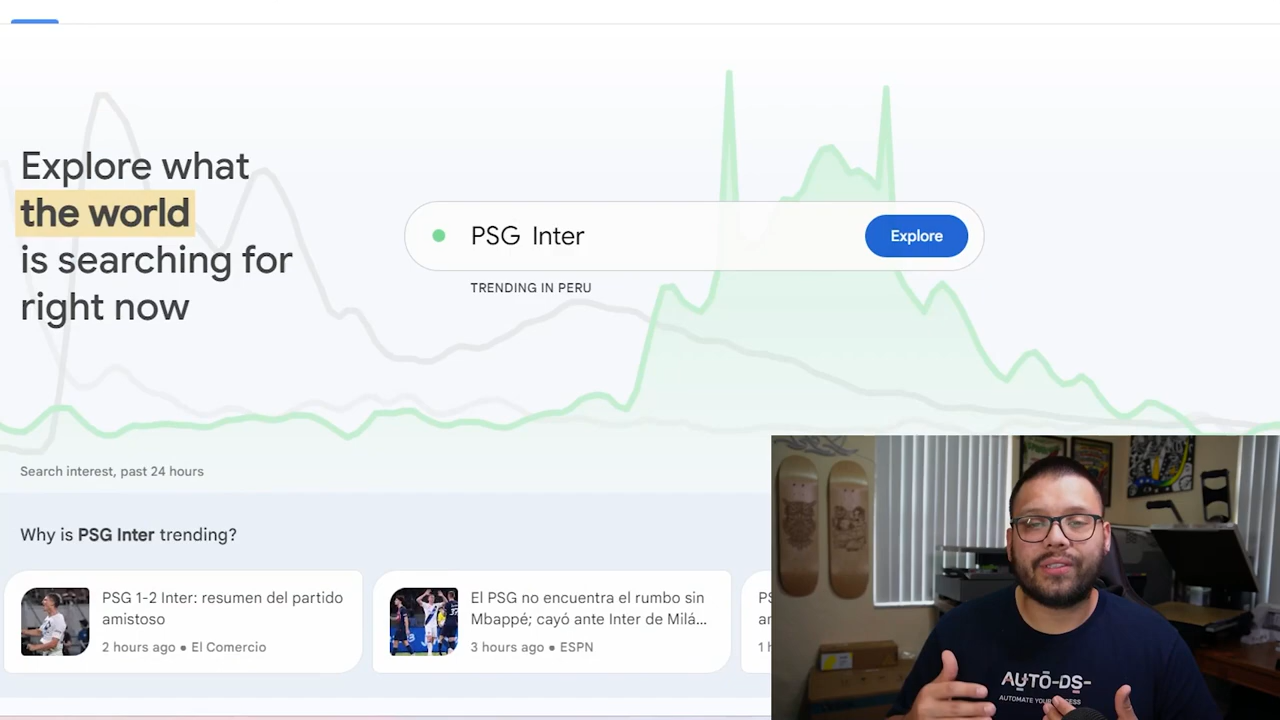 Explore what
the world
is searching for
right now
PSG Inter
Explore
TRENDING IN PERU
Search interest, past 24 hours
Why is PSG Inter trending?
PSG 1-2 Inter: resumen del partido
amistoso
2 hours ago • El Comercio
El PSG no encuentra el rumbo sin
Mbappé; cayó ante Inter de Milá...
3 hours ago • ESPN
AUTŌ-DS-